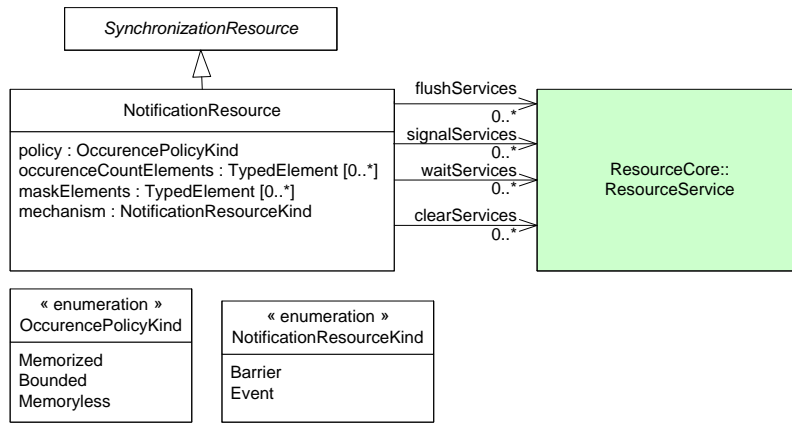 SynchronizationResource
NotificationResource
policy : OccurencePolicyKind
occurenceCountElements : TypedElement [0..*]
maskElements : TypedElement [0..*]
mechanism : NotificationResourceKind
flushServices
0..*
signalServices
0..*
waitServices
0..*
clearServices
0..*
ResourceCore::
ResourceService
« enumeration »
OccurencePolicyKind
Memorized
Bounded
Memoryless
« enumeration »
NotificationResourceKind
Barrier
Event